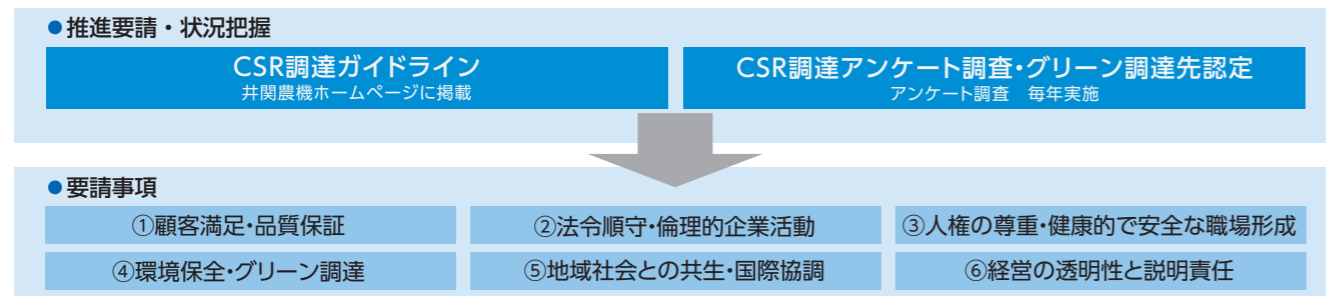 ●推進要請・状況把握
CSR調達ガイドライン
井関農機ホームページに掲載
CSR調達アンケート調査・グリーン調達先認定
アンケート調査　毎年実施
●要請事項
①顧客満足・品質保証
②法令順守・倫理的企業活動
③人権の尊重・健康的で安全な職場形成
④環境保全・グリーン調達
⑤地域社会との共生・国際協調
⑥経営の透明性と説明責任